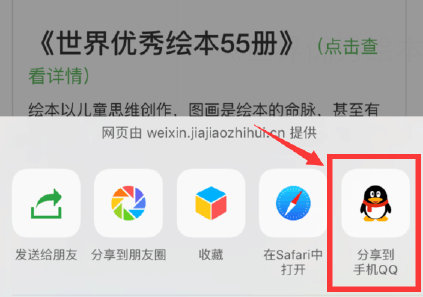 《世界优秀绘本55册》（点击查
看详情）
绘本以儿童思维创作，图画是绘本的命脉，甚至有
网页由 weixin.jiajiaozhihui.cn 提供
发送给朋友
分享到朋友圈
收藏
在Safari中
打开
分享到
手机QQ